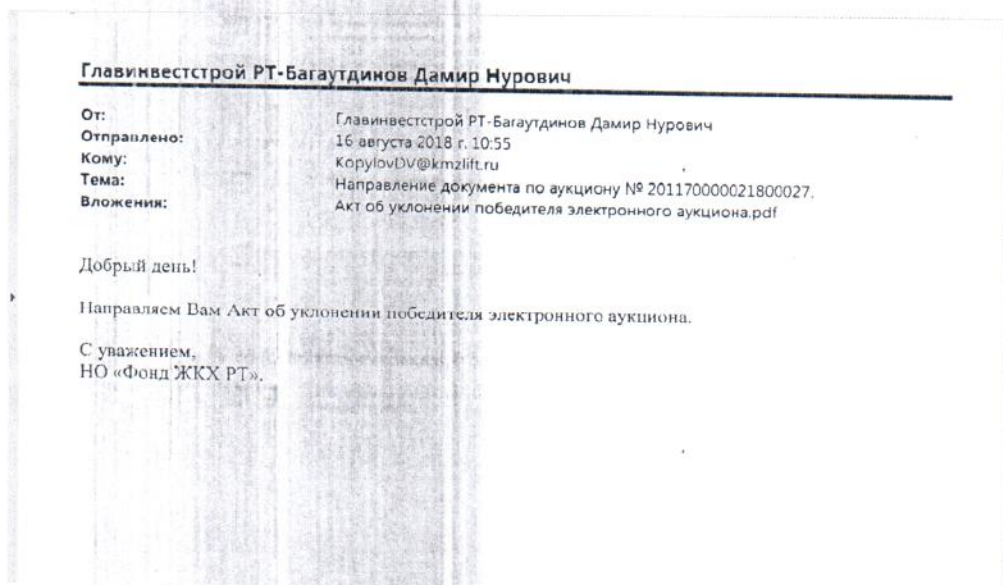 Главинвестстрой РТ-Багаутдинов Дамир Нурович
От: Главинвестстрой РТ-Багаутдинов Дамир Нурович
Отправлено: 16 августа 2018 г. 10:55
Кому: KopylovDV@kmzlift.ru
Тема: Направление документа по аукциону № 201170000021800027.
Вложения: Акт об уклонении победителя электронного аукциона.pdf
Добрый день!
Направляем Вам Акт об уклонении победителя электронного аукциона.
С уважением,
НО «Фонд ЖКХ РТ».